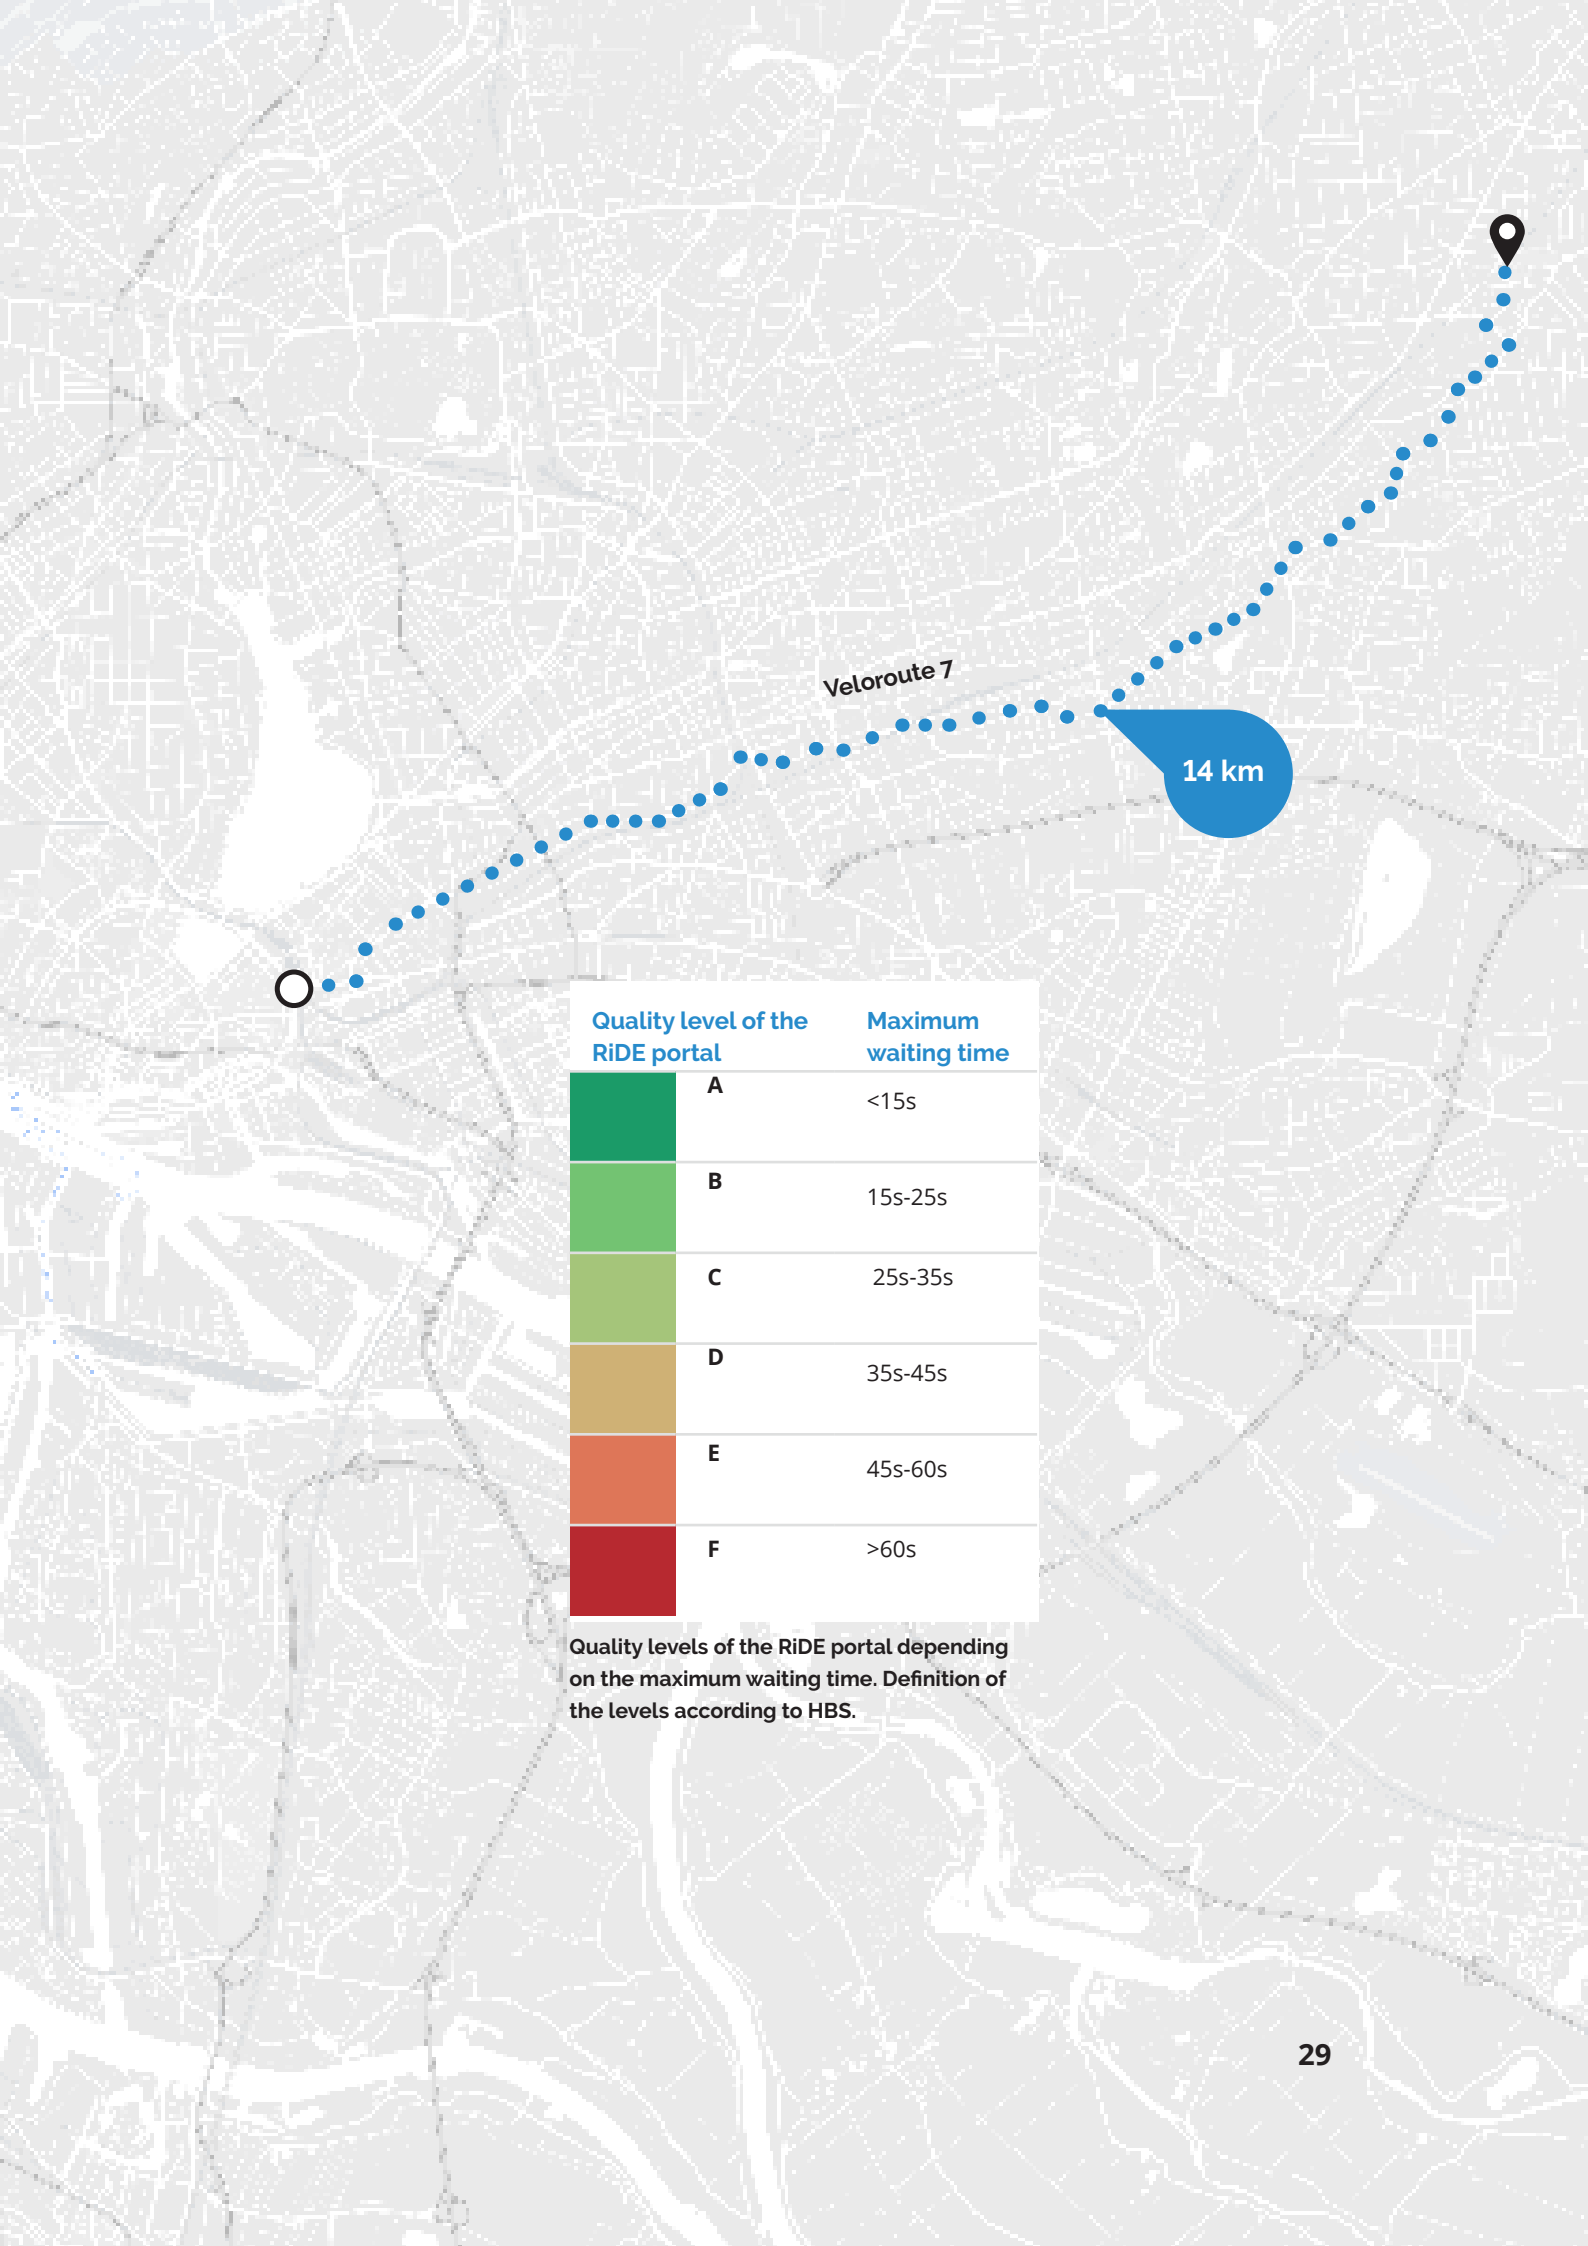 Veloroute 7
14 km
Quality level of the
RiDE portal
Maximum
waiting time
A
<15s
B
15s-25s
C
25s-35s
D
35s-45s
E
45s-60s
F
>60s
Quality levels of the RiDE portal depending
on the maximum waiting time. Definition of
the levels according to HBS.
29